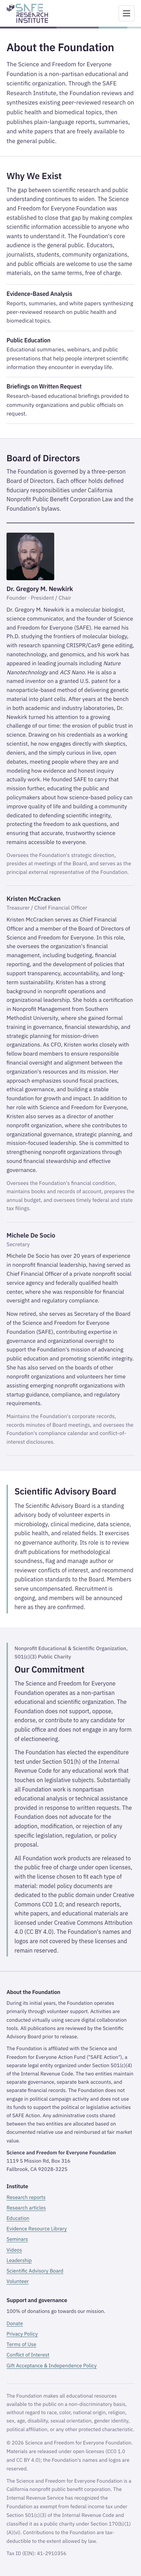 SAFE
RESEARCH
INSTITUTE
About the Foundation
The Science and Freedom for Everyone
Foundation is a non-partisan educational and
scientific organization. Through the SAFE
Research Institute, the Foundation reviews and
synthesizes existing peer-reviewed research on
public health and biomedical topics, then
publishes plain-language reports, summaries,
and white papers that are freely available to
the general public.
Why We Exist
The gap between scientific research and public
understanding continues to widen. The Science
and Freedom for Everyone Foundation was
established to close that gap by making complex
scientific information accessible to anyone who
wants to understand it. The Foundation's core
audience is the general public. Educators,
journalists, students, community organizations,
and public officials are welcome to use the same
materials, on the same terms, free of charge.
Evidence-Based Analysis
Reports, summaries, and white papers synthesizing
peer-reviewed research on public health and
biomedical topics.
Public Education
Educational summaries, webinars, and public
presentations that help people interpret scientific
information they encounter in everyday life.
Briefings on Written Request
Research-based educational briefings provided to
community organizations and public officials on
request.
Board of Directors
The Foundation is governed by a three-person
Board of Directors. Each officer holds defined
fiduciary responsibilities under California
Nonprofit Public Benefit Corporation Law and the
Foundation's bylaws.
Dr. Gregory M. Newkirk
Founder · President / Chair
Dr. Gregory M. Newkirk is a molecular biologist,
science communicator, and the founder of Science
and Freedom for Everyone (SAFE). He earned his
Ph.D. studying the frontiers of molecular biology,
with research spanning CRISPR/Cas9 gene editing,
nanotechnology, and genomics, and his work has
appeared in leading journals including Nature
Nanotechnology and ACS Nano. He is also a
named inventor on a granted U.S. patent for a
nanoparticle-based method of delivering genetic
material into plant cells. After years at the bench
in both academic and industry laboratories, Dr.
Newkirk turned his attention to a growing
challenge of our time: the erosion of public trust in
science. Drawing on his credentials as a working
scientist, he now engages directly with skeptics,
deniers, and the simply curious in live, open
debates, meeting people where they are and
modeling how evidence and honest inquiry
actually work. He founded SAFE to carry that
mission further, educating the public and
policymakers about how science-based policy can
improve quality of life and building a community
dedicated to defending scientific integrity,
protecting the freedom to ask questions, and
ensuring that accurate, trustworthy science
remains accessible to everyone.
Oversees the Foundation's strategic direction,
presides at meetings of the Board, and serves as the
principal external representative of the Foundation.
Kristen McCracken
Treasurer / Chief Financial Officer
Kristen McCracken serves as Chief Financial
Officer and a member of the Board of Directors of
Science and Freedom for Everyone. In this role,
she oversees the organization's financial
management, including budgeting, financial
reporting, and the development of policies that
support transparency, accountability, and long-
term sustainability. Kristen has a strong
background in nonprofit operations and
organizational leadership. She holds a certification
in Nonprofit Management from Southern
Methodist University, where she gained formal
training in governance, financial stewardship, and
strategic planning for mission-driven
organizations. As CFO, Kristen works closely with
fellow board members to ensure responsible
financial oversight and alignment between the
organization's resources and its mission. Her
approach emphasizes sound fiscal practices,
ethical governance, and building a stable
foundation for growth and impact. In addition to
her role with Science and Freedom for Everyone,
Kristen also serves as a director of another
nonprofit organization, where she contributes to
organizational governance, strategic planning, and
mission-focused leadership. She is committed to
strengthening nonprofit organizations through
sound financial stewardship and effective
governance.
Oversees the Foundation's financial condition,
maintains books and records of account, prepares the
annual budget, and oversees timely federal and state
tax filings.
Michele De Socio
Secretary
Michele De Socio has over 20 years of experience
in nonprofit financial leadership, having served as
Chief Financial Officer of a private nonprofit social
service agency and federally qualified health
center, where she was responsible for financial
oversight and regulatory compliance.
Now retired, she serves as Secretary of the Board
of the Science and Freedom for Everyone
Foundation (SAFE), contributing expertise in
governance and organizational oversight to
support the Foundation's mission of advancing
public education and promoting scientific integrity.
She has also served on the boards of other
nonprofit organizations and volunteers her time
assisting emerging nonprofit organizations with
startup guidance, compliance, and regulatory
requirements.
Maintains the Foundation's corporate records,
records minutes of Board meetings, and oversees the
Foundation's compliance calendar and conflict-of-
interest disclosures.
Scientific Advisory Board
The Scientific Advisory Board is a standing
advisory body of volunteer experts in
microbiology, clinical medicine, data science,
public health, and related fields. It exercises
no governance authority. Its role is to review
draft publications for methodological
soundness, flag and manage author or
reviewer conflicts of interest, and recommend
publication standards to the Board. Members
serve uncompensated. Recruitment is
ongoing, and members will be announced
here as they are confirmed.
Nonprofit Educational & Scientific Organization,
501(c)(3) Public Charity
Our Commitment
The Science and Freedom for Everyone
Foundation operates as a non-partisan
educational and scientific organization. The
Foundation does not support, oppose,
endorse, or contribute to any candidate for
public office and does not engage in any form
of electioneering.
The Foundation has elected the expenditure
test under Section 501(h) of the Internal
Revenue Code for any educational work that
touches on legislative subjects. Substantially
all Foundation work is nonpartisan
educational analysis or technical assistance
provided in response to written requests. The
Foundation does not advocate for the
adoption, modification, or rejection of any
specific legislation, regulation, or policy
proposal.
All Foundation work products are released to
the public free of charge under open licenses,
with the license chosen to fit each type of
material: model policy documents are
dedicated to the public domain under Creative
Commons CC0 1.0; and research reports,
white papers, and educational materials are
licensed under Creative Commons Attribution
4.0 (CC BY 4.0). The Foundation's names and
logos are not covered by these licenses and
remain reserved.
About the Foundation
During its initial years, the Foundation operates
primarily through volunteer support. Activities are
conducted virtually using secure digital collaboration
tools. All publications are reviewed by the Scientific
Advisory Board prior to release.
The Foundation is affiliated with the Science and
Freedom for Everyone Action Fund ("SAFE Action"), a
separate legal entity organized under Section 501(c)(4)
of the Internal Revenue Code. The two entities maintain
separate governance, separate bank accounts, and
separate financial records. The Foundation does not
engage in political campaign activity and does not use
its funds to support the political or legislative activities
of SAFE Action. Any administrative costs shared
between the two entities are allocated based on
documented relative use and reimbursed at fair market
value.
Science and Freedom for Everyone Foundation
1119 S Mission Rd, Box 316
Fallbrook, CA 92028-3225
Institute
Research reports
Research articles
Education
Evidence Resource Library
Seminars
Videos
Leadership
Scientific Advisory Board
Volunteer
Support and governance
100% of donations go towards our mission.
Donate
Privacy Policy
Terms of Use
Conflict of Interest
Gift Acceptance & Independence Policy
The Foundation makes all educational resources
available to the public on a non-discriminatory basis,
without regard to race, color, national origin, religion,
sex, age, disability, sexual orientation, gender identity,
political affiliation, or any other protected characteristic.
© 2026 Science and Freedom for Everyone Foundation.
Materials are released under open licenses (CC0 1.0
and CC BY 4.0); the Foundation's names and logos are
reserved.
The Science and Freedom for Everyone Foundation is a
California nonprofit public benefit corporation. The
Internal Revenue Service has recognized the
Foundation as exempt from federal income tax under
Section 501(c)(3) of the Internal Revenue Code and
classified it as a public charity under Section 170(b)(1)
(A)(vi). Contributions to the Foundation are tax-
deductible to the extent allowed by law.
Tax ID (EIN): 41-2910356